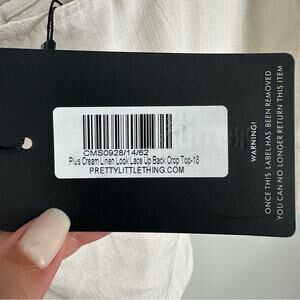 CMS0928/14/62
Plus Cream Linen Look Lace Up Back Crop Top-18
PRETTYLITTLETHING.COM
WARNING!
ONCE THIS LABEL HAS BEEN REMOVED
YOU CAN NO LONGER RETURN THIS ITEM